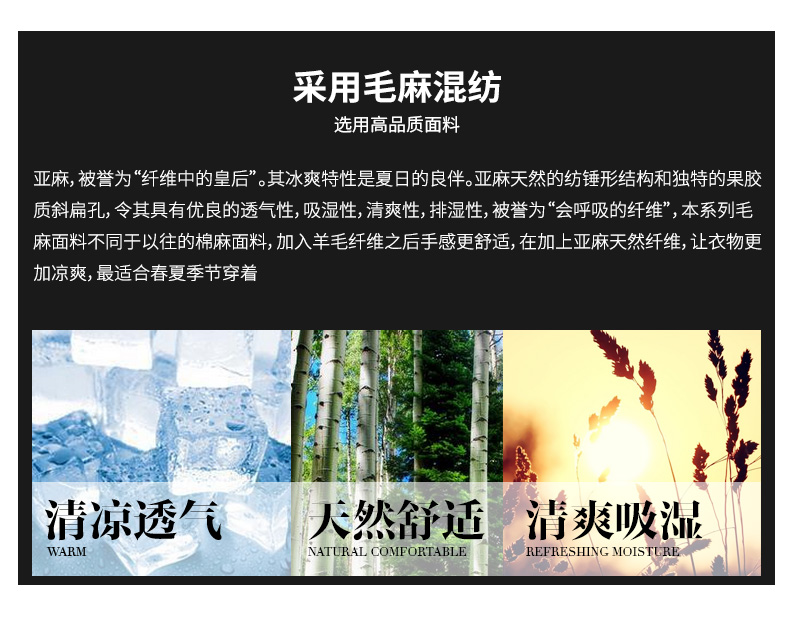 采用毛麻混纺
选用高品质面料
亚麻，被誉为“纤维中的皇后”。其冰爽特性是夏日的良伴。亚麻天然的纺锤形结构和独特的果胶
质斜扁孔，令其具有优良的透气性，吸湿性，清爽性，排湿性，被誉为“会呼吸的纤维”，本系列毛
麻面料不同于以往的棉麻面料，加入羊毛纤维之后手感更舒适，在加上亚麻天然纤维，让衣物更
加凉爽，最适合春夏季节穿着
清凉透气
WARM
天然舒适
NATURAL COMFORTABLE
清爽吸湿
REFRESHING MOISTURE